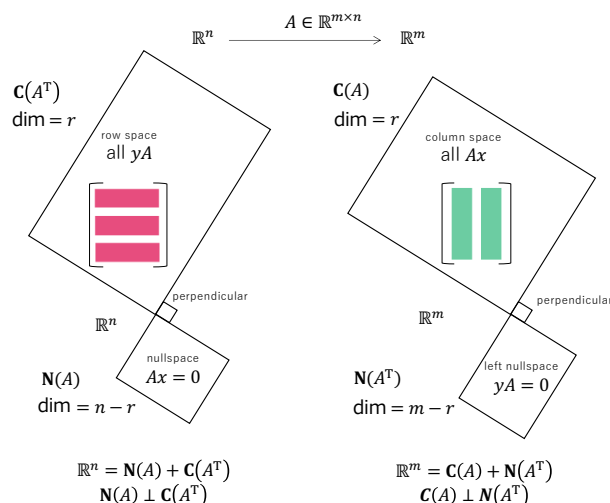 ℝⁿ A ∈ ℝᵐˣⁿ ℝᵐ
C(Aᵀ)
dim = r
row space
all yA
perpendicular
ℝⁿ
nullspace
Ax = 0
N(A)
dim = n − r
ℝⁿ = N(A) + C(Aᵀ)
N(A) ⊥ C(Aᵀ)
C(A)
dim = r
column space
all Ax
perpendicular
ℝᵐ
left nullspace
yA = 0
N(Aᵀ)
dim = m − r
ℝᵐ = C(A) + N(Aᵀ)
C(A) ⊥ N(Aᵀ)